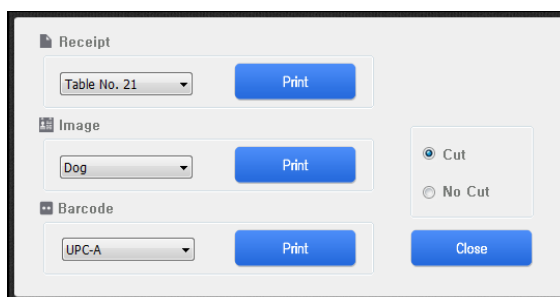 Receipt
Table No. 21
Print
Image
Dog
Print
Cut
No Cut
Barcode
UPC-A
Print
Close